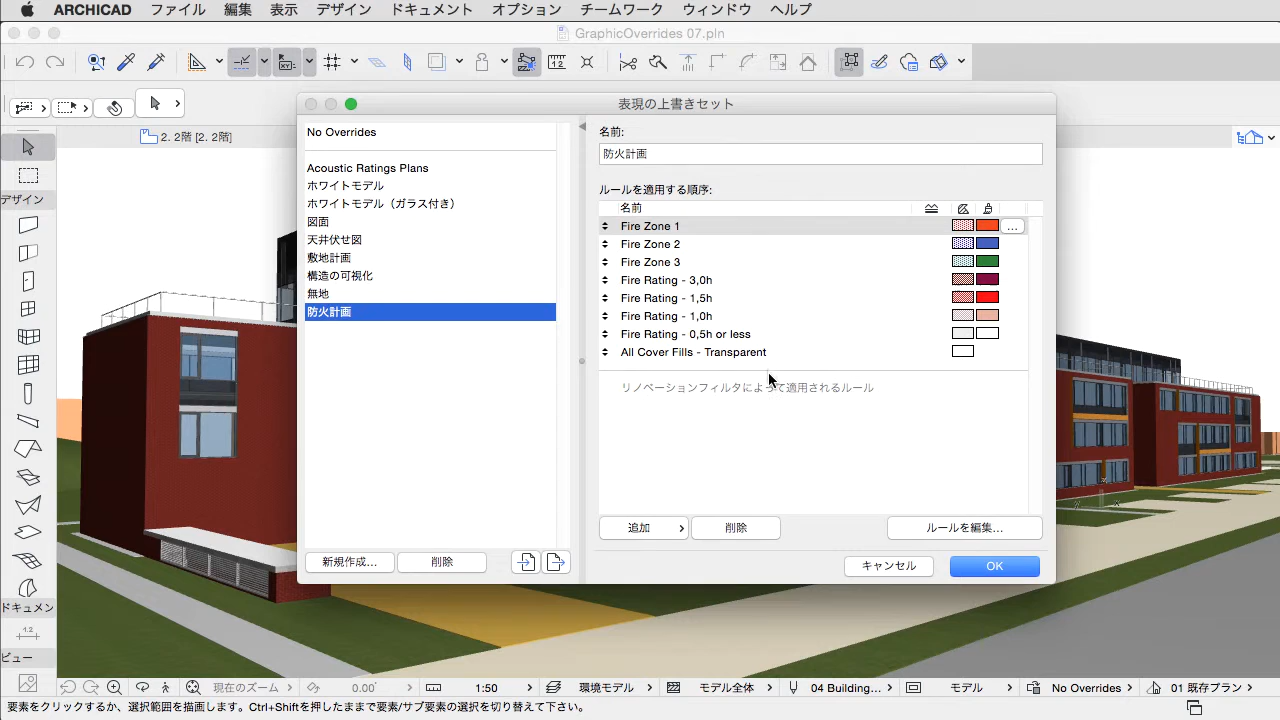 ARCHICAD ファイル 編集 表示 デザイン ドキュメント オプション チームワーク ウィンドウ ヘルプ
GraphicOverrides 07.pln
2. 2階 [2. 2階]
表現の上書きセット
No Overrides
Acoustic Ratings Plans
ホワイトモデル
ホワイトモデル（ガラス付き）
図面
天井伏せ図
敷地計画
構造の可視化
無地
防火計画
新規作成... 削除
名前:
防火計画
ルールを適用する順序:
名前
Fire Zone 1 ...
Fire Zone 2
Fire Zone 3
Fire Rating - 3,0h
Fire Rating - 1,5h
Fire Rating - 1,0h
Fire Rating - 0,5h or less
All Cover Fills - Transparent
リノベーションフィルタによって適用されるルール
追加 削除 ルールを編集...
キャンセル OK
デザイン
ドキュメン
1.2
ビュー
現在のズーム 0.00° 1:50 環境モデル モデル全体 04 Building... モデル No Overrides 01 既存プラン
要素をクリックするか、選択範囲を描画します。Ctrl+Shiftを押したままで要素/サブ要素の選択を切り替えて下さい。